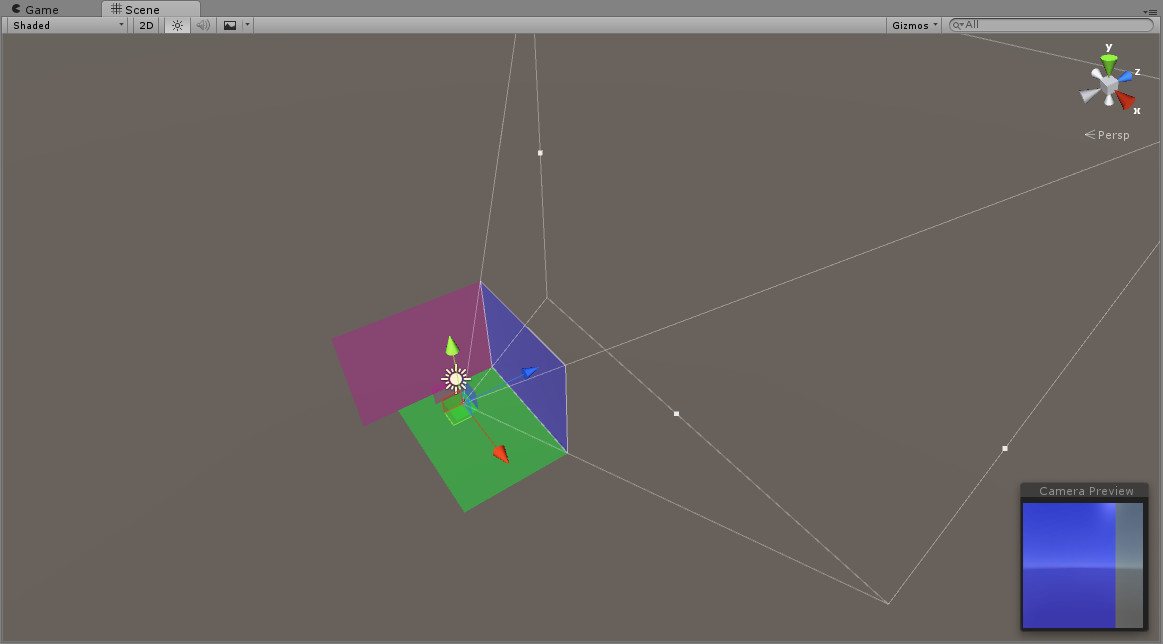 Game
Scene
Shaded
2D
Gizmos
All
y
z
x
Persp
Camera Preview